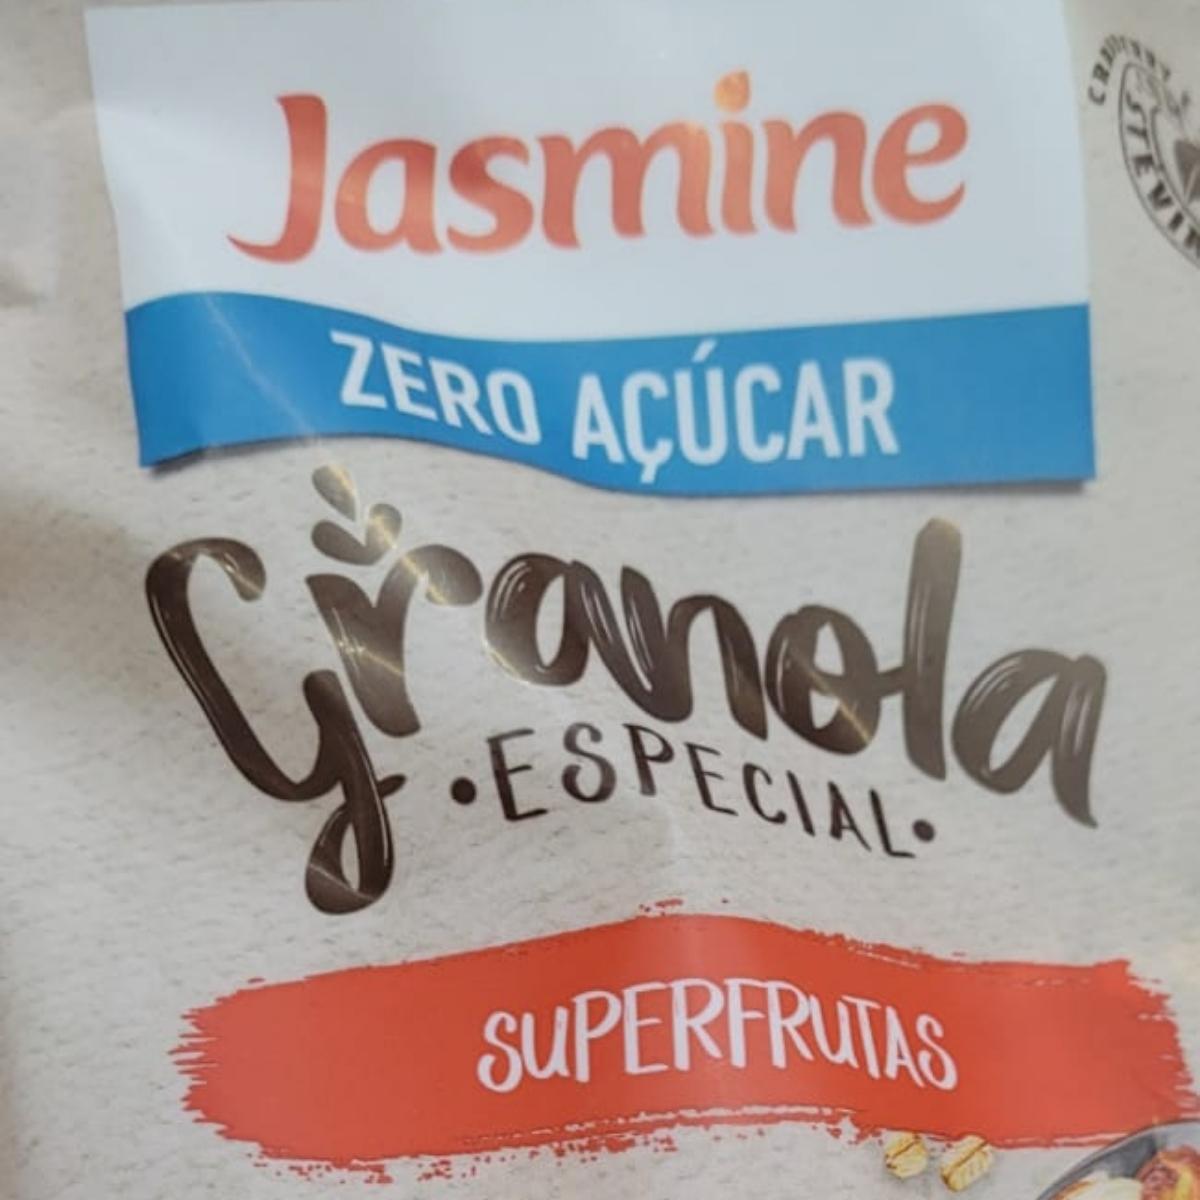 Jasmine
ZERO AÇÚCAR
Granola
•ESPECIAL•
SUPERFRUTAS